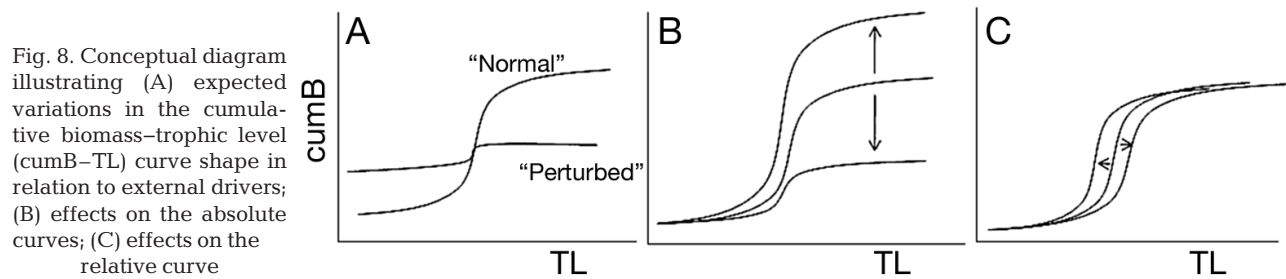 Fig. 8. Conceptual diagram
illustrating (A) expected
variations in the cumula-
tive biomass–trophic level
(cumB–TL) curve shape in
relation to external drivers;
(B) effects on the absolute
curves; (C) effects on the
relative curve
A
"Normal"
"Perturbed"
cumB
TL
B
TL
C
TL